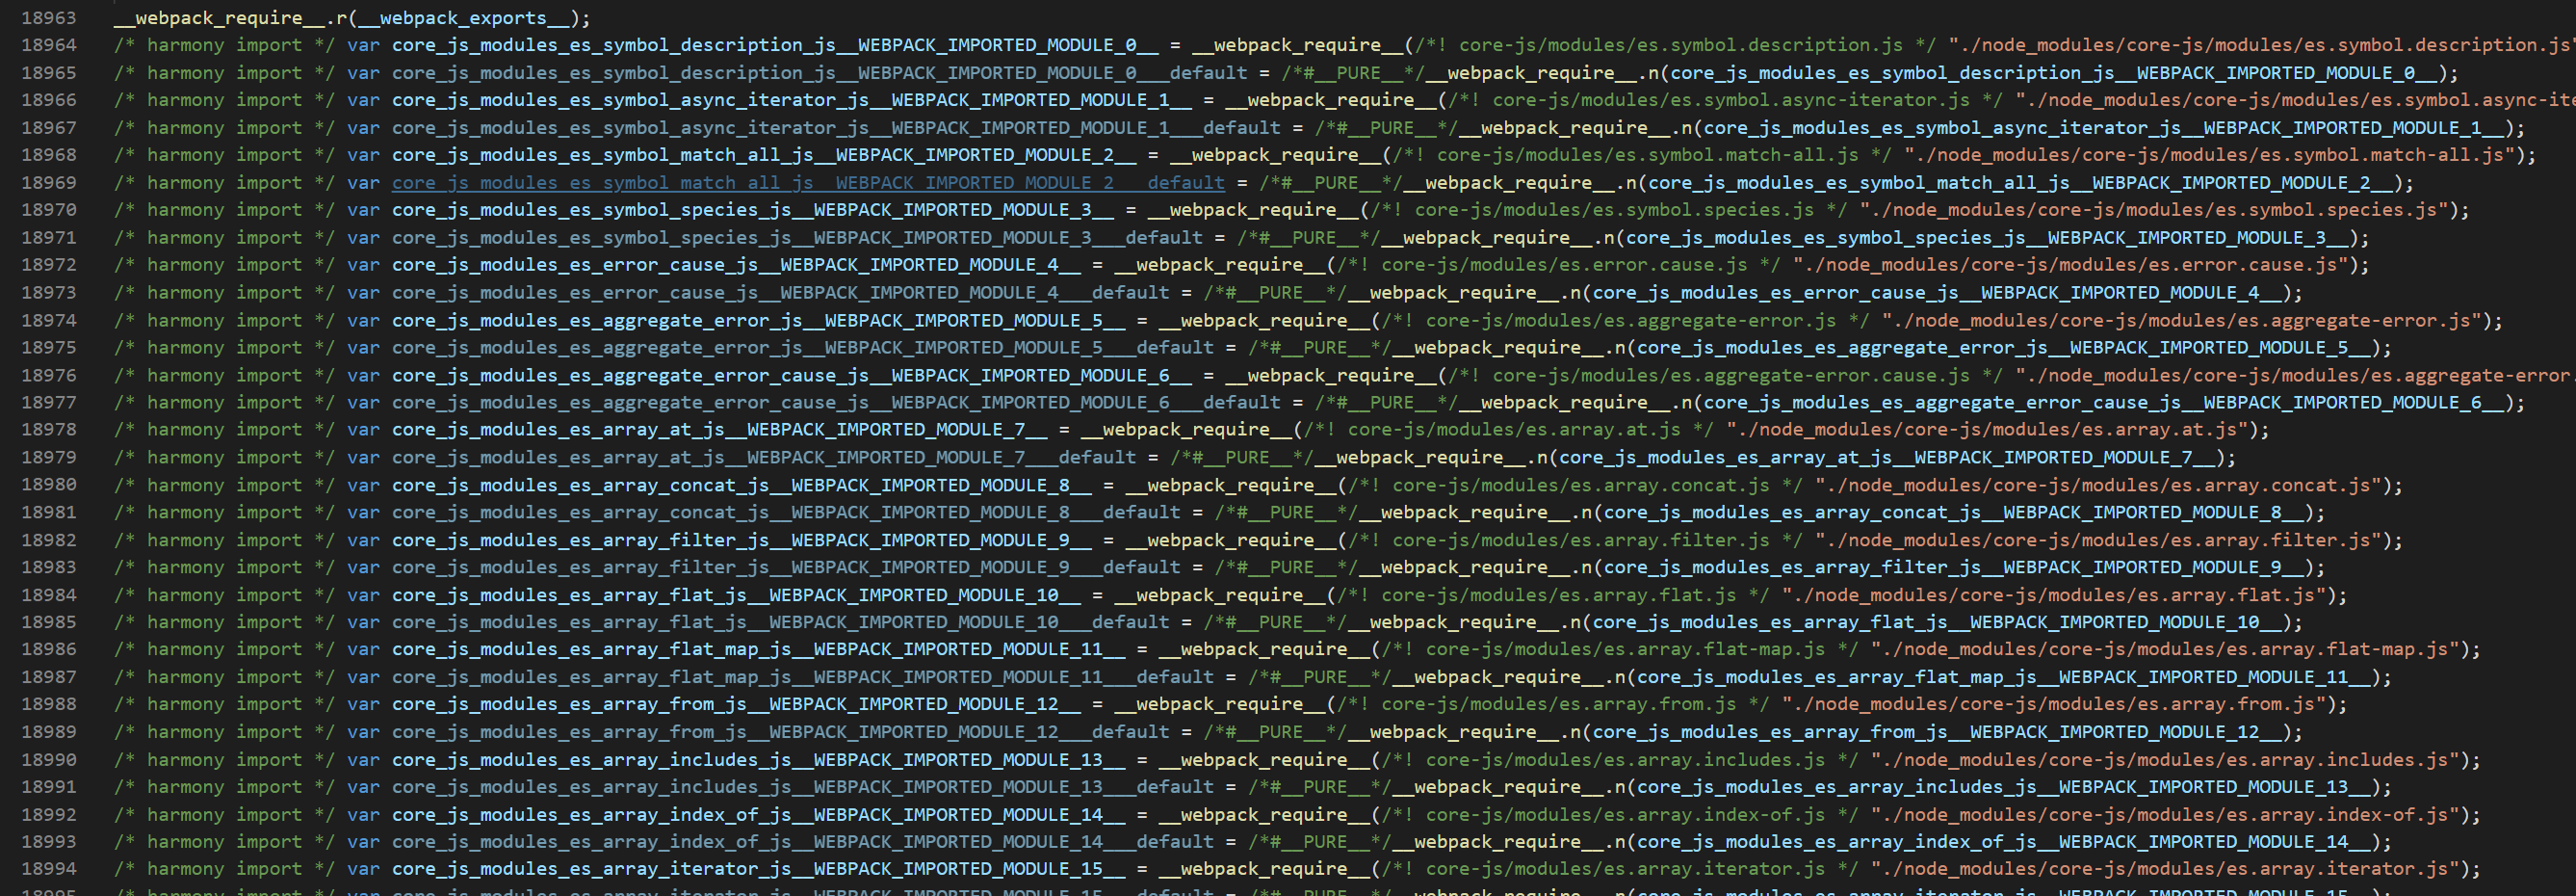 18963 __webpack_require__.r(__webpack_exports__);
18964 /* harmony import */ var core_js_modules_es_symbol_description_js__WEBPACK_IMPORTED_MODULE_0__ = __webpack_require__(/*! core-js/modules/es.symbol.description.js */ "./node_modules/core-js/modules/es.symbol.description.js"
18965 /* harmony import */ var core_js_modules_es_symbol_description_js__WEBPACK_IMPORTED_MODULE_0___default = /*#__PURE__*/__webpack_require__.n(core_js_modules_es_symbol_description_js__WEBPACK_IMPORTED_MODULE_0__);
18966 /* harmony import */ var core_js_modules_es_symbol_async_iterator_js__WEBPACK_IMPORTED_MODULE_1__ = __webpack_require__(/*! core-js/modules/es.symbol.async-iterator.js */ "./node_modules/core-js/modules/es.symbol.async-ite
18967 /* harmony import */ var core_js_modules_es_symbol_async_iterator_js__WEBPACK_IMPORTED_MODULE_1___default = /*#__PURE__*/__webpack_require__.n(core_js_modules_es_symbol_async_iterator_js__WEBPACK_IMPORTED_MODULE_1__);
18968 /* harmony import */ var core_js_modules_es_symbol_match_all_js__WEBPACK_IMPORTED_MODULE_2__ = __webpack_require__(/*! core-js/modules/es.symbol.match-all.js */ "./node_modules/core-js/modules/es.symbol.match-all.js");
18969 /* harmony import */ var core_js_modules_es_symbol_match_all_js__WEBPACK_IMPORTED_MODULE_2___default = /*#__PURE__*/__webpack_require__.n(core_js_modules_es_symbol_match_all_js__WEBPACK_IMPORTED_MODULE_2__);
18970 /* harmony import */ var core_js_modules_es_symbol_species_js__WEBPACK_IMPORTED_MODULE_3__ = __webpack_require__(/*! core-js/modules/es.symbol.species.js */ "./node_modules/core-js/modules/es.symbol.species.js");
18971 /* harmony import */ var core_js_modules_es_symbol_species_js__WEBPACK_IMPORTED_MODULE_3___default = /*#__PURE__*/__webpack_require__.n(core_js_modules_es_symbol_species_js__WEBPACK_IMPORTED_MODULE_3__);
18972 /* harmony import */ var core_js_modules_es_error_cause_js__WEBPACK_IMPORTED_MODULE_4__ = __webpack_require__(/*! core-js/modules/es.error.cause.js */ "./node_modules/core-js/modules/es.error.cause.js");
18973 /* harmony import */ var core_js_modules_es_error_cause_js__WEBPACK_IMPORTED_MODULE_4___default = /*#__PURE__*/__webpack_require__.n(core_js_modules_es_error_cause_js__WEBPACK_IMPORTED_MODULE_4__);
18974 /* harmony import */ var core_js_modules_es_aggregate_error_js__WEBPACK_IMPORTED_MODULE_5__ = __webpack_require__(/*! core-js/modules/es.aggregate-error.js */ "./node_modules/core-js/modules/es.aggregate-error.js");
18975 /* harmony import */ var core_js_modules_es_aggregate_error_js__WEBPACK_IMPORTED_MODULE_5___default = /*#__PURE__*/__webpack_require__.n(core_js_modules_es_aggregate_error_js__WEBPACK_IMPORTED_MODULE_5__);
18976 /* harmony import */ var core_js_modules_es_aggregate_error_cause_js__WEBPACK_IMPORTED_MODULE_6__ = __webpack_require__(/*! core-js/modules/es.aggregate-error.cause.js */ "./node_modules/core-js/modules/es.aggregate-error.
18977 /* harmony import */ var core_js_modules_es_aggregate_error_cause_js__WEBPACK_IMPORTED_MODULE_6___default = /*#__PURE__*/__webpack_require__.n(core_js_modules_es_aggregate_error_cause_js__WEBPACK_IMPORTED_MODULE_6__);
18978 /* harmony import */ var core_js_modules_es_array_at_js__WEBPACK_IMPORTED_MODULE_7__ = __webpack_require__(/*! core-js/modules/es.array.at.js */ "./node_modules/core-js/modules/es.array.at.js");
18979 /* harmony import */ var core_js_modules_es_array_at_js__WEBPACK_IMPORTED_MODULE_7___default = /*#__PURE__*/__webpack_require__.n(core_js_modules_es_array_at_js__WEBPACK_IMPORTED_MODULE_7__);
18980 /* harmony import */ var core_js_modules_es_array_concat_js__WEBPACK_IMPORTED_MODULE_8__ = __webpack_require__(/*! core-js/modules/es.array.concat.js */ "./node_modules/core-js/modules/es.array.concat.js");
18981 /* harmony import */ var core_js_modules_es_array_concat_js__WEBPACK_IMPORTED_MODULE_8___default = /*#__PURE__*/__webpack_require__.n(core_js_modules_es_array_concat_js__WEBPACK_IMPORTED_MODULE_8__);
18982 /* harmony import */ var core_js_modules_es_array_filter_js__WEBPACK_IMPORTED_MODULE_9__ = __webpack_require__(/*! core-js/modules/es.array.filter.js */ "./node_modules/core-js/modules/es.array.filter.js");
18983 /* harmony import */ var core_js_modules_es_array_filter_js__WEBPACK_IMPORTED_MODULE_9___default = /*#__PURE__*/__webpack_require__.n(core_js_modules_es_array_filter_js__WEBPACK_IMPORTED_MODULE_9__);
18984 /* harmony import */ var core_js_modules_es_array_flat_js__WEBPACK_IMPORTED_MODULE_10__ = __webpack_require__(/*! core-js/modules/es.array.flat.js */ "./node_modules/core-js/modules/es.array.flat.js");
18985 /* harmony import */ var core_js_modules_es_array_flat_js__WEBPACK_IMPORTED_MODULE_10___default = /*#__PURE__*/__webpack_require__.n(core_js_modules_es_array_flat_js__WEBPACK_IMPORTED_MODULE_10__);
18986 /* harmony import */ var core_js_modules_es_array_flat_map_js__WEBPACK_IMPORTED_MODULE_11__ = __webpack_require__(/*! core-js/modules/es.array.flat-map.js */ "./node_modules/core-js/modules/es.array.flat-map.js");
18987 /* harmony import */ var core_js_modules_es_array_flat_map_js__WEBPACK_IMPORTED_MODULE_11___default = /*#__PURE__*/__webpack_require__.n(core_js_modules_es_array_flat_map_js__WEBPACK_IMPORTED_MODULE_11__);
18988 /* harmony import */ var core_js_modules_es_array_from_js__WEBPACK_IMPORTED_MODULE_12__ = __webpack_require__(/*! core-js/modules/es.array.from.js */ "./node_modules/core-js/modules/es.array.from.js");
18989 /* harmony import */ var core_js_modules_es_array_from_js__WEBPACK_IMPORTED_MODULE_12___default = /*#__PURE__*/__webpack_require__.n(core_js_modules_es_array_from_js__WEBPACK_IMPORTED_MODULE_12__);
18990 /* harmony import */ var core_js_modules_es_array_includes_js__WEBPACK_IMPORTED_MODULE_13__ = __webpack_require__(/*! core-js/modules/es.array.includes.js */ "./node_modules/core-js/modules/es.array.includes.js");
18991 /* harmony import */ var core_js_modules_es_array_includes_js__WEBPACK_IMPORTED_MODULE_13___default = /*#__PURE__*/__webpack_require__.n(core_js_modules_es_array_includes_js__WEBPACK_IMPORTED_MODULE_13__);
18992 /* harmony import */ var core_js_modules_es_array_index_of_js__WEBPACK_IMPORTED_MODULE_14__ = __webpack_require__(/*! core-js/modules/es.array.index-of.js */ "./node_modules/core-js/modules/es.array.index-of.js");
18993 /* harmony import */ var core_js_modules_es_array_index_of_js__WEBPACK_IMPORTED_MODULE_14___default = /*#__PURE__*/__webpack_require__.n(core_js_modules_es_array_index_of_js__WEBPACK_IMPORTED_MODULE_14__);
18994 /* harmony import */ var core_js_modules_es_array_iterator_js__WEBPACK_IMPORTED_MODULE_15__ = __webpack_require__(/*! core-js/modules/es.array.iterator.js */ "./node_modules/core-js/modules/es.array.iterator.js");